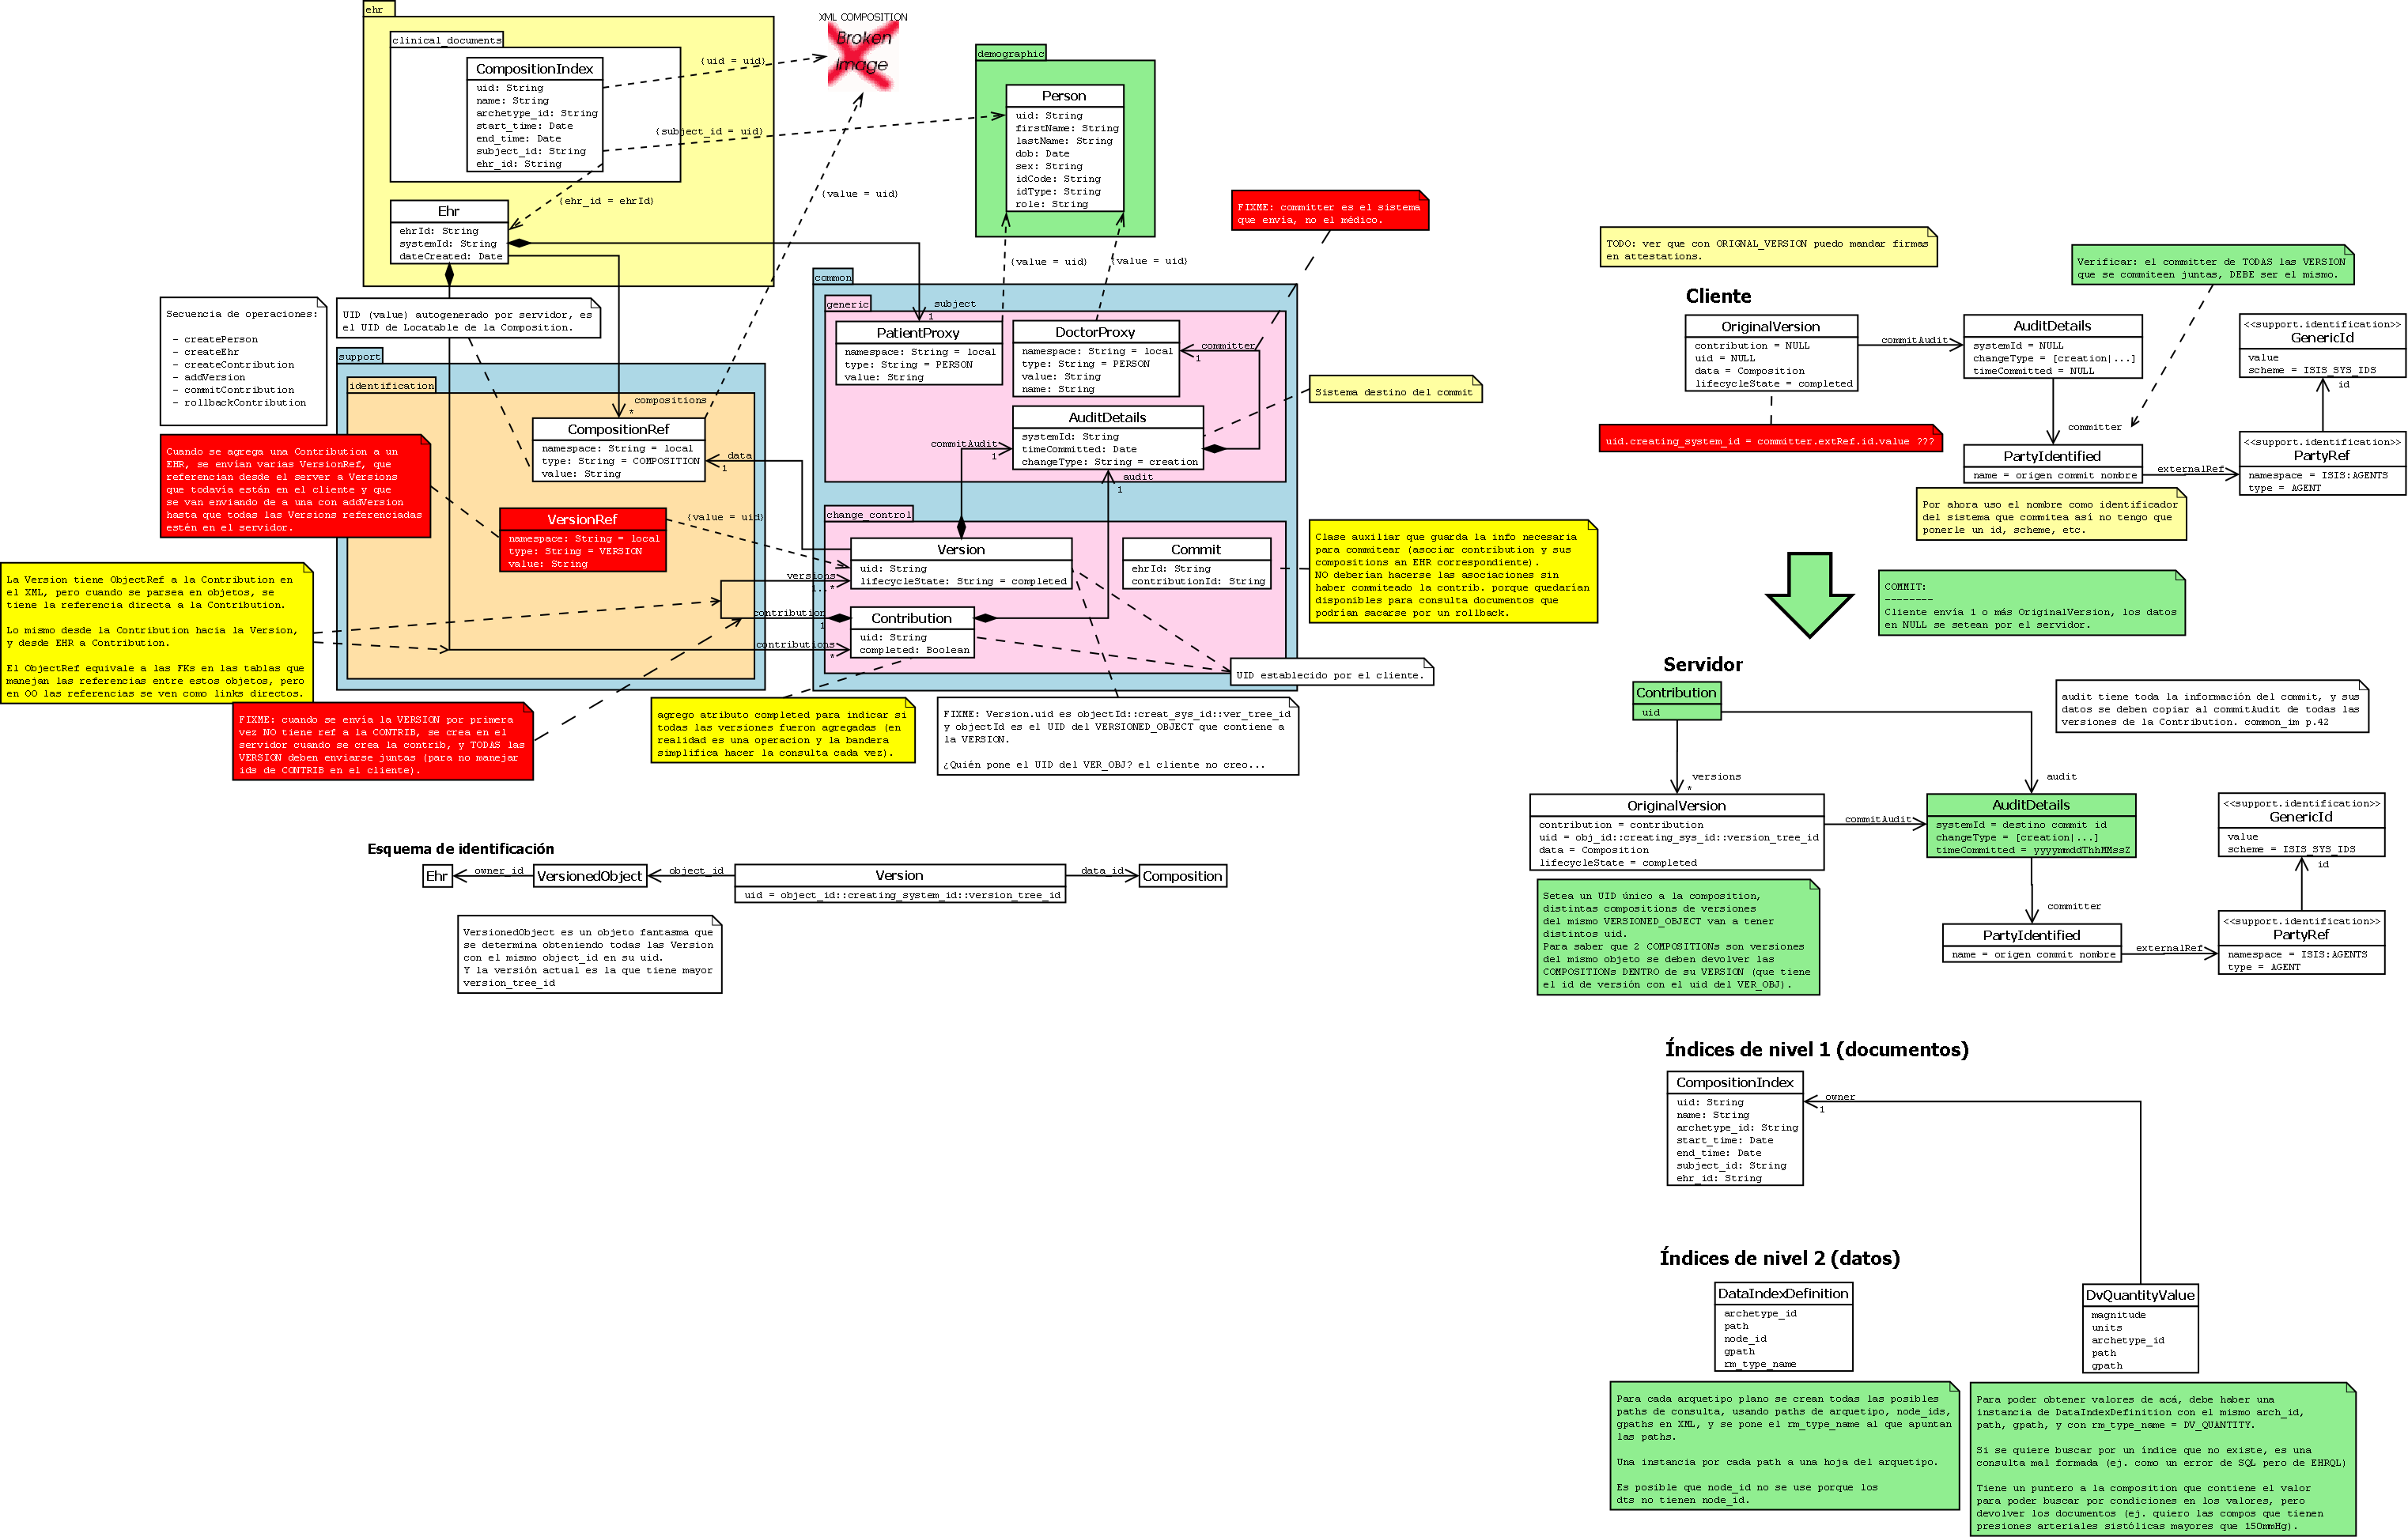 ehr
clinical_documents
CompositionIndex
uid: String
name: String
archetype_id: String
start_time: Date
end_time: Date
subject_id: String
ehr_id: String
(uid = uid)
XML COMPOSITION
Broken
Image
(subject_id = uid)
(value = uid)
(ehr_id = ehrId)
Ehr
ehrId: String
systemId: String
dateCreated: Date
demographic
Person
uid: String
firstName: String
lastName: String
dob: Date
sex: String
idCode: String
idType: String
role: String
(value = uid)
(value = uid)
FIXME: committer es el sistema
que envía, no el médico.
Secuencia de operaciones:
- createPerson
- createEhr
- createContribution
- addVersion
- commitContribution
- rollbackContribution
UID (value) autogenerado por servidor, es
el UID de Locatable de la Composition.
support
identification
compositions
*
CompositionRef
namespace: String = local
type: String = COMPOSITION
value: String
data
1
VersionRef
namespace: String = local
type: String = VERSION
value: String
(value = uid)
common
generic
subject
1
PatientProxy
namespace: String = local
type: String = PERSON
value: String
DoctorProxy
namespace: String = local
type: String = PERSON
value: String
name: String
committer
1
AuditDetails
systemId: String
timeCommitted: Date
changeType: String = creation
commitAudit
1
audit
1
Sistema destino del commit
change_control
Version
uid: String
lifecycleState: String = completed
versions
1...*
Commit
ehrId: String
contributionId: String
contribution
1
Contribution
uid: String
completed: Boolean
contributions
*
Cuando se agrega una Contribution a un
EHR, se envían varias VersionRef, que
referencian desde el server a Versions
que todavía están en el cliente y que
se van enviando de a una con addVersion
hasta que todas las Versions referenciadas
estén en el servidor.
La Version tiene ObjectRef a la Contribution en
el XML, pero cuando se parsea en objetos, se
tiene la referencia directa a la Contribution.
Lo mismo desde la Contribution hacia la Version,
y desde EHR a Contribution.
El ObjectRef equivale a las FKs en las tablas que
manejan las referencias entre estos objetos, pero
en OO las referencias se ven como links directos.
FIXME: cuando se envía la VERSION por primera
vez NO tiene ref a la CONTRIB, se crea en el
servidor cuando se crea la contrib, y TODAS las
VERSION deben enviarse juntas (para no manejar
ids de CONTRIB en el cliente).
agrego atributo completed para indicar si
todas las versiones fueron agregadas (en
realidad es una operacion y la bandera
simplifica hacer la consulta cada vez).
FIXME: Version.uid es objectId::creat_sys_id::ver_tree_id
y objectId es el UID del VERSIONED_OBJECT que contiene a
la VERSION.
¿Quién pone el UID del VER_OBJ? el cliente no creo...
UID establecido por el cliente.
Clase auxiliar que guarda la info necesaria
para commitear (asociar contribution y sus
compositions an EHR correspondiente).
NO deberían hacerse las asociaciones sin
haber commiteado la contrib. porque quedarían
disponibles para consulta documentos que
podrían sacarse por un rollback.
Esquema de identificación
Ehr
owner_id
VersionedObject
object_id
Version
uid = object_id::creating_system_id::version_tree_id
data_id
Composition
VersionedObject es un objeto fantasma que
se determina obteniendo todas las Version
con el mismo object_id en su uid.
Y la versión actual es la que tiene mayor
version_tree_id
TODO: ver que con ORIGNAL_VERSION puedo mandar firmas
en attestations.
Verificar: el committer de TODAS las VERSION
que se commiteen juntas, DEBE ser el mismo.
Cliente
OriginalVersion
contribution = NULL
uid = NULL
data = Composition
lifecycleState = completed
commitAudit
AuditDetails
systemId = NULL
changeType = [creation|...]
timeCommitted = NULL
<<support.identification>>
GenericId
value
scheme = ISIS_SYS_IDS
id
uid.creating_system_id = committer.extRef.id.value ???
committer
PartyIdentified
name = origen commit nombre
externalRef
<<support.identification>>
PartyRef
namespace = ISIS:AGENTS
type = AGENT
Por ahora uso el nombre como identificador
del sistema que commitea así no tengo que
ponerle un id, scheme, etc.
COMMIT:
--------
Cliente envía 1 o más OriginalVersion, los datos
en NULL se setean por el servidor.
Servidor
Contribution
uid
audit tiene toda la información del commit, y sus
datos se deben copiar al commitAudit de todas las
versiones de la Contribution. common_im p.42
versions
*
audit
OriginalVersion
contribution = contribution
uid = obj_id::creating_sys_id::version_tree_id
data = Composition
lifecycleState = completed
commitAudit
AuditDetails
systemId = destino commit id
changeType = [creation|...]
timeCommitted = yyyymmddThhMMssZ
<<support.identification>>
GenericId
value
scheme = ISIS_SYS_IDS
id
Setea un UID único a la composition,
distintas compositions de versiones
del mismo VERSIONED_OBJECT van a tener
distintos uid.
Para saber que 2 COMPOSITIONs son versiones
del mismo objeto se deben devolver las
COMPOSITIONs DENTRO de su VERSION (que tiene
el id de versión con el uid del VER_OBJ).
committer
PartyIdentified
name = origen commit nombre
externalRef
<<support.identification>>
PartyRef
namespace = ISIS:AGENTS
type = AGENT
Índices de nivel 1 (documentos)
CompositionIndex
uid: String
name: String
archetype_id: String
start_time: Date
end_time: Date
subject_id: String
ehr_id: String
owner
1
Índices de nivel 2 (datos)
DataIndexDefinition
archetype_id
path
node_id
gpath
rm_type_name
DvQuantityValue
magnitude
units
archetype_id
path
gpath
Para cada arquetipo plano se crean todas las posibles
paths de consulta, usando paths de arquetipo, node_ids,
gpaths en XML, y se pone el rm_type_name al que apuntan
las paths.
Una instancia por cada path a una hoja del arquetipo.
Es posible que node_id no se use porque los
dts no tienen node_id.
Para poder obtener valores de acá, debe haber una
instancia de DataIndexDefinition con el mismo arch_id,
path, gpath, y con rm_type_name = DV_QUANTITY.
Si se quiere buscar por un índice que no existe, es una
consulta mal formada (ej. como un error de SQL pero de EHRQL)
Tiene un puntero a la composition que contiene el valor
para poder buscar por condiciones en los valores, pero
devolver los documentos (ej. quiero las compos que tienen
presiones arteriales sistólicas mayores que 150mmHg).